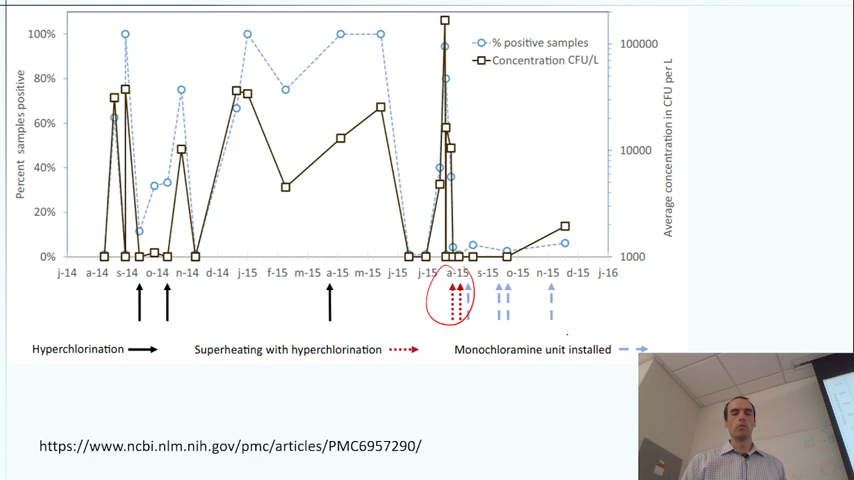 100%
80%
60%
40%
20%
0%
Percent samples positive
% positive samples
Concentration CFU/L
100000
10000
1000
Average concentration in CFU per L
j-14 a-14 s-14 o-14 n-14 d-14 j-15 f-15 m-15 a-15 m-15 j-15 j-15 a-15 s-15 o-15 n-15 d-15 j-16
Hyperchlorination
Superheating with hyperchlorination
Monochloramine unit installed
https://www.ncbi.nlm.nih.gov/pmc/articles/PMC6957290/